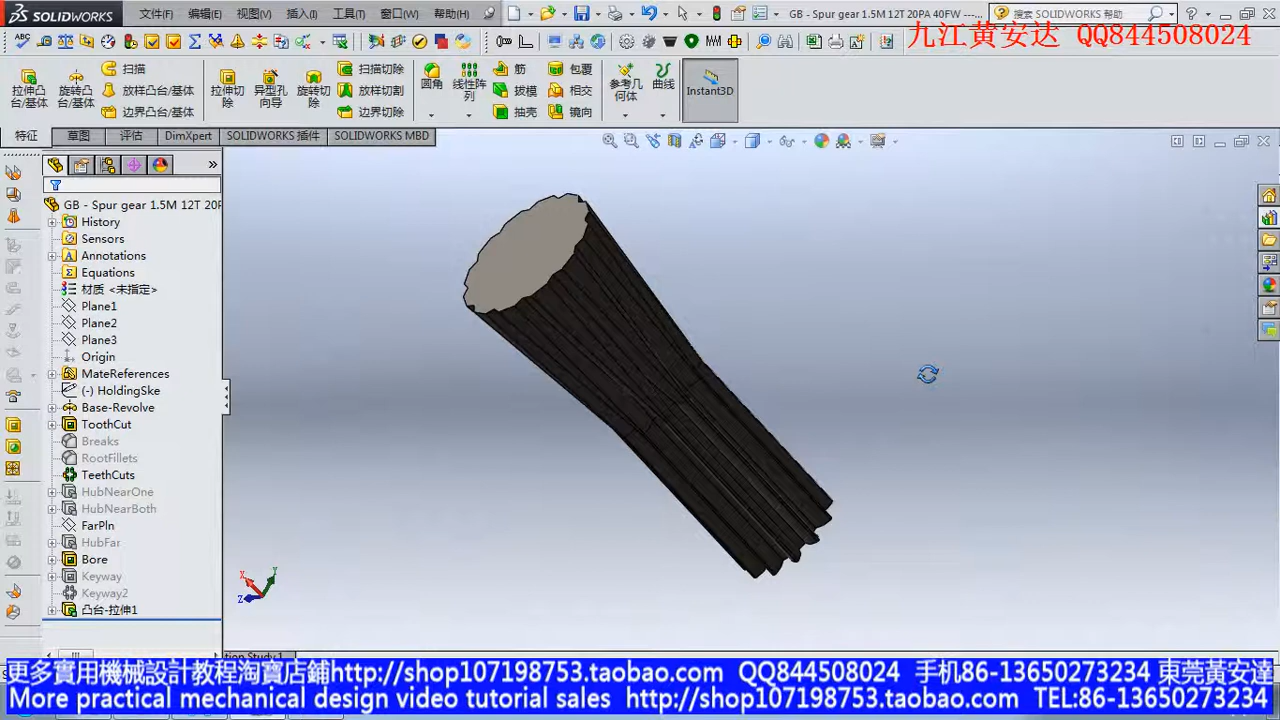 SOLIDWORKS 文件(F) 编辑(E) 视图(V) 插入(I) 工具(T) 窗口(W) 帮助(H) GB - Spur gear 1.5M 12T 20PA 40FW ---... 搜索 SOLIDWORKS 帮助
九江黄安达 QQ844508024
拉伸凸台/基体
旋转凸台/基体
扫描
放样凸台/基体
边界凸台/基体
拉伸切除
异型孔向导
旋转切除
扫描切除
放样切割
边界切除
圆角
线性阵列
筋
拔模
抽壳
包覆
相交
镜向
参考几何体
曲线
Instant3D
特征 草图 评估 DimXpert SOLIDWORKS 插件 SOLIDWORKS MBD
GB - Spur gear 1.5M 12T 20P
History
Sensors
Annotations
Equations
材质 <未指定>
Plane1
Plane2
Plane3
Origin
MateReferences
(-) HoldingSke
Base-Revolve
ToothCut
Breaks
RootFillets
TeethCuts
HubNearOne
HubNearBoth
FarPln
HubFar
Bore
Keyway
Keyway2
凸台-拉伸1
更多實用機械設計教程淘寶店鋪http://shop107198753.taobao.com QQ844508024 手机86-13650273234 東莞黃安達
More practical mechanical design video tutorial sales http://shop107198753.taobao.com TEL:86-13650273234